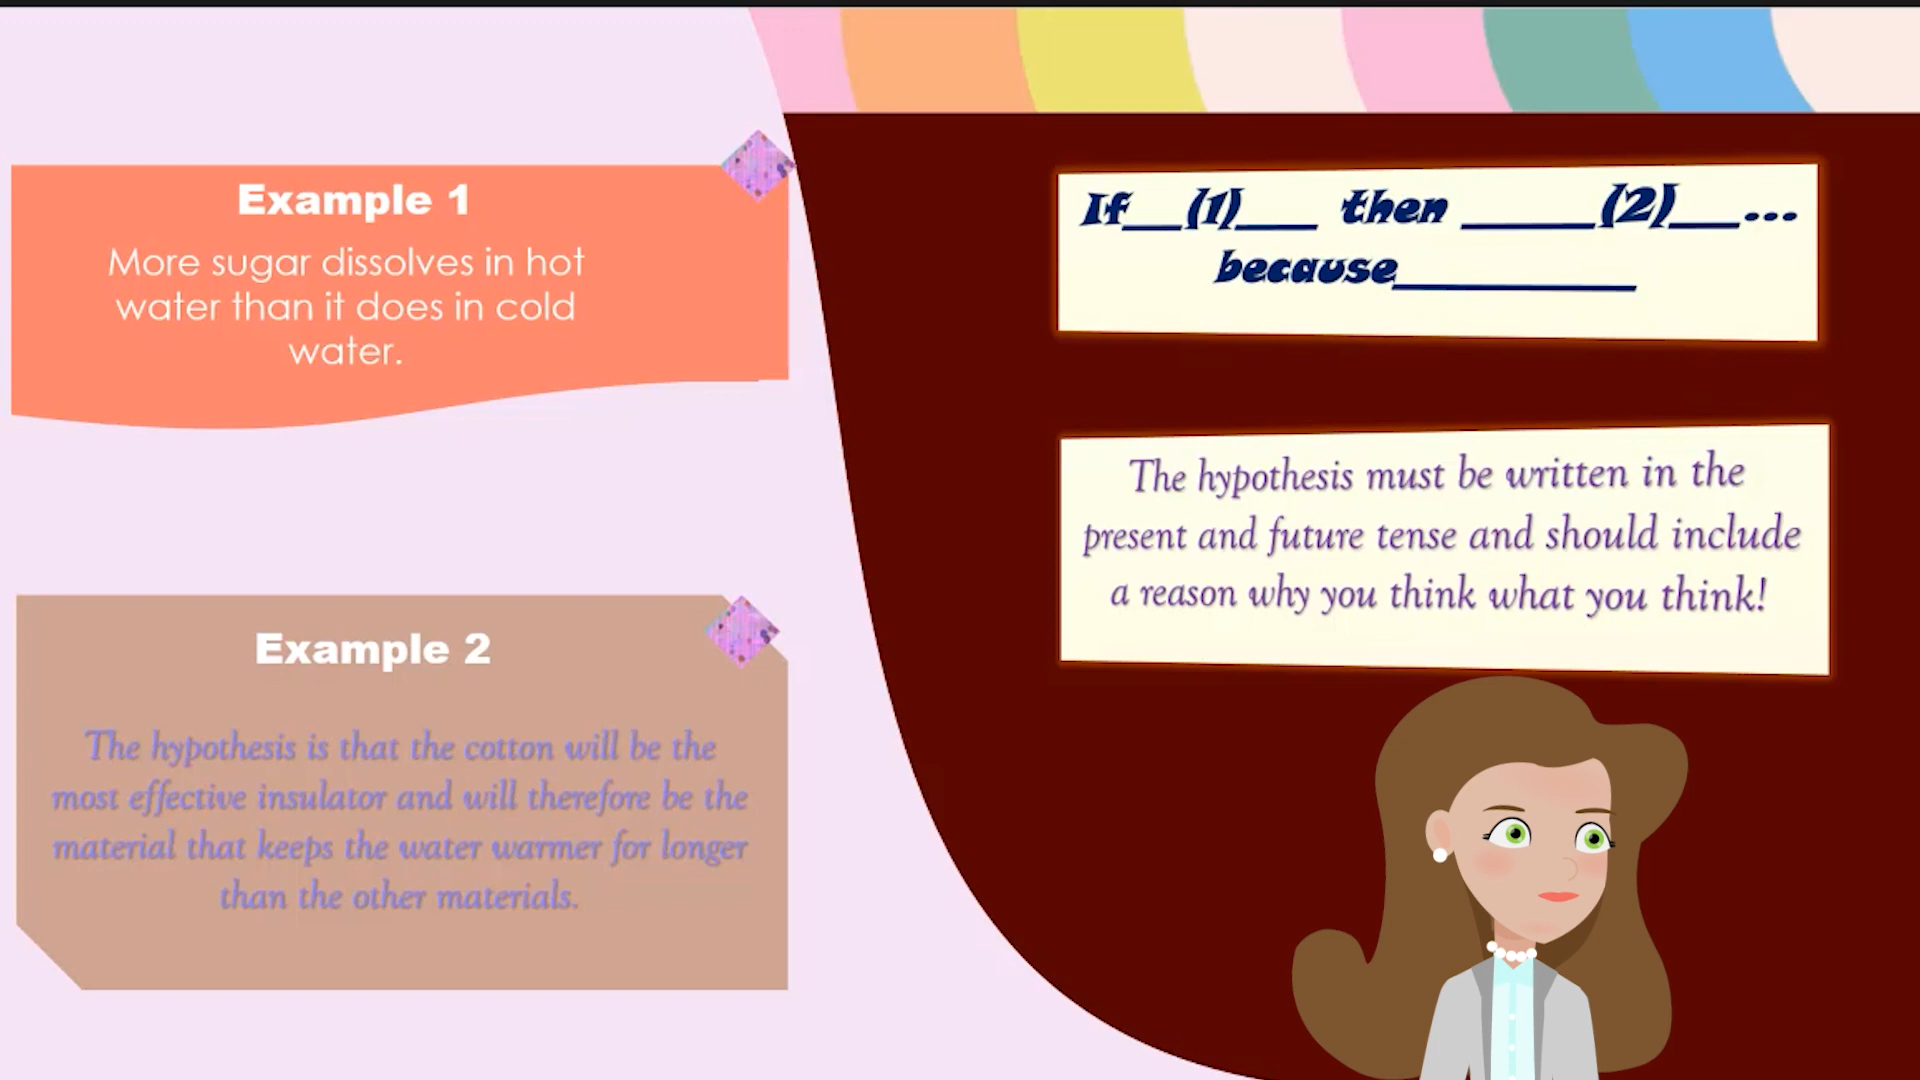 Example 1
More sugar dissolves in hot
water than it does in cold
water.
Example 2
The hypothesis is that the cotton will be the
most effective insulator and will therefore be the
material that keeps the water warmer for longer
than the other materials.
If__(1)___ then _____(2)___...
because_________
The hypothesis must be written in the
present and future tense and should include
a reason why you think what you think!